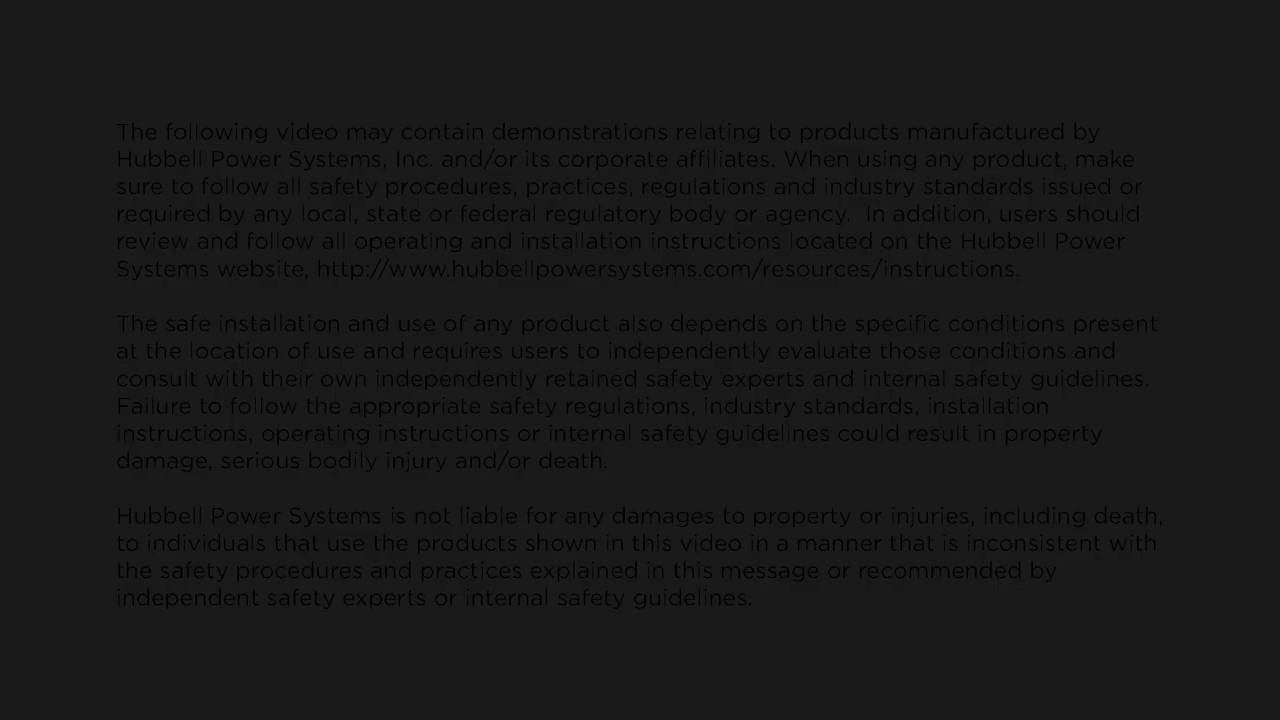 The following video may contain demonstrations relating to products manufactured by
Hubbell Power Systems, Inc. and/or its corporate affiliates. When using any product, make
sure to follow all safety procedures, practices, regulations and industry standards issued or
required by any local, state or federal regulatory body or agency.  In addition, users should
review and follow all operating and installation instructions located on the Hubbell Power
Systems website, http://www.hubbellpowersystems.com/resources/instructions.
The safe installation and use of any product also depends on the specific conditions present
at the location of use and requires users to independently evaluate those conditions and
consult with their own independently retained safety experts and internal safety guidelines.
Failure to follow the appropriate safety regulations, industry standards, installation
instructions, operating instructions or internal safety guidelines could result in property
damage, serious bodily injury and/or death.
Hubbell Power Systems is not liable for any damages to property or injuries, including death,
to individuals that use the products shown in this video in a manner that is inconsistent with
the safety procedures and practices explained in this message or recommended by
independent safety experts or internal safety guidelines.